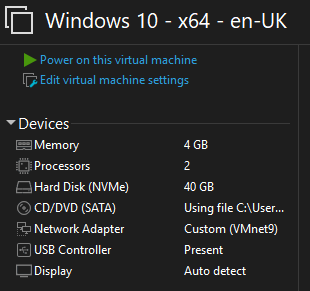 Windows 10 - x64 - en-UK
Power on this virtual machine
Edit virtual machine settings
Devices
Memory 4 GB
Processors 2
Hard Disk (NVMe) 40 GB
CD/DVD (SATA) Using file C:\User...
Network Adapter Custom (VMnet9)
USB Controller Present
Display Auto detect